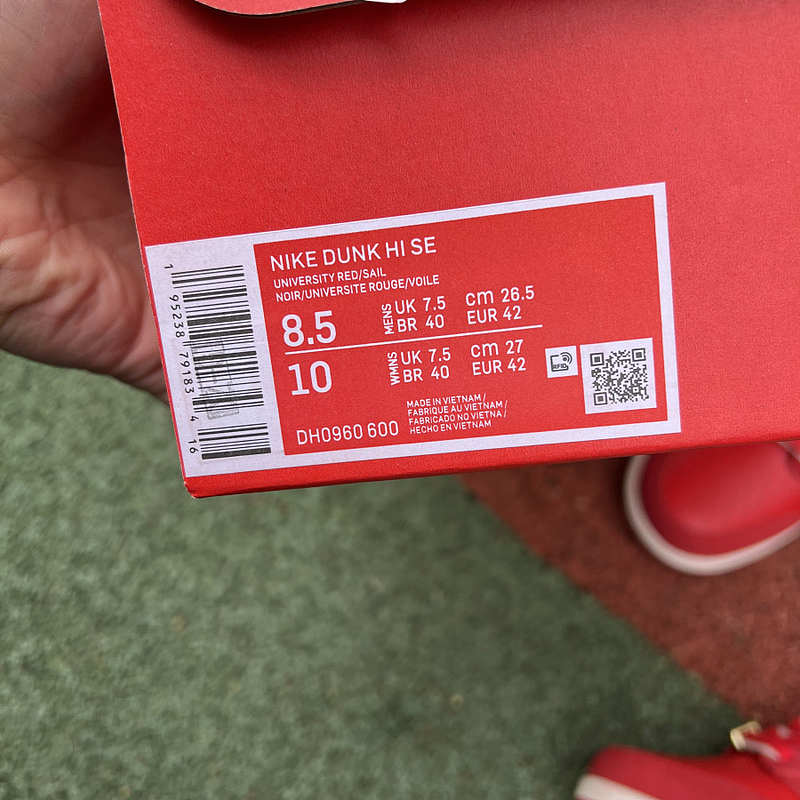 NIKE DUNK HI SE
UNIVERSITY RED/SAIL
NOIR/UNIVERSITE ROUGE/VOILE
8.5 MENS UK 7.5 cm 26.5
BR 40 EUR 42
10 WMNS UK 7.5 cm 27
BR 40 EUR 42
RFID
DH0960 600
MADE IN VIETNAM /
FABRIQUE AU VIETNAM /
FABRICADO NO VIETNA /
HECHO EN VIETNAM
1 95238 79183 4 16